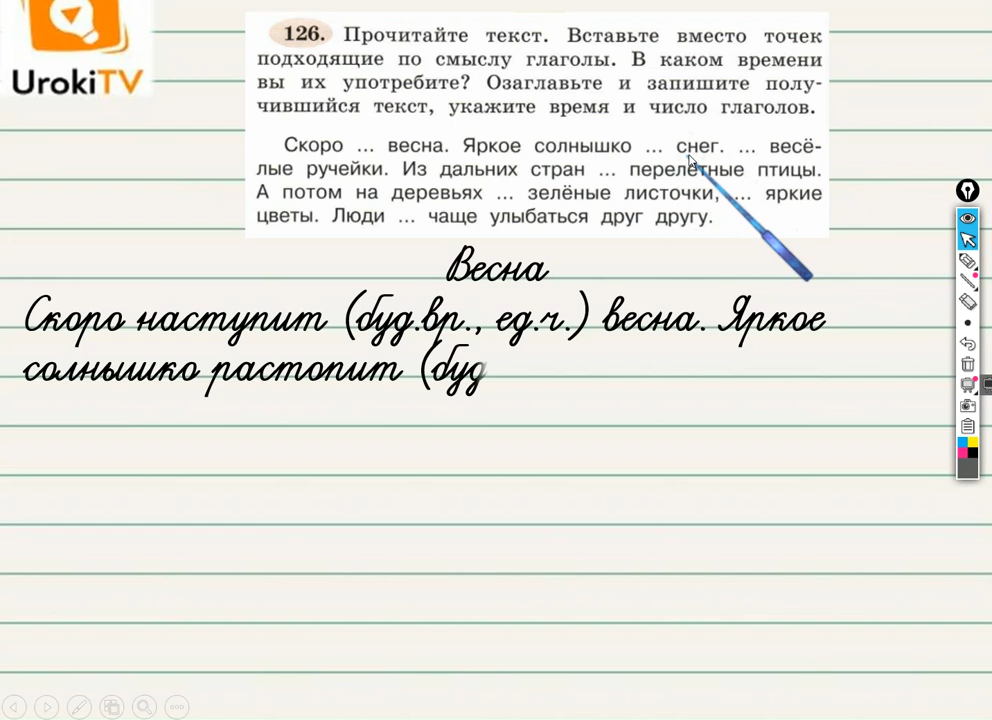 UrokiTV
126. Прочитайте текст. Вставьте вместо точек
подходящие по смыслу глаголы. В каком времени
вы их употребите? Озаглавьте и запишите полу-
чившийся текст, укажите время и число глаголов.
Скоро ... весна. Яркое солнышко ... снег. ... весё-
лые ручейки. Из дальних стран ... перелётные птицы.
А потом на деревьях ... зелёные листочки, ... яркие
цветы. Люди ... чаще улыбаться друг другу.
Весна
Скоро наступит (буд.вр., ед.ч.) весна. Яркое
солнышко растопит (буд